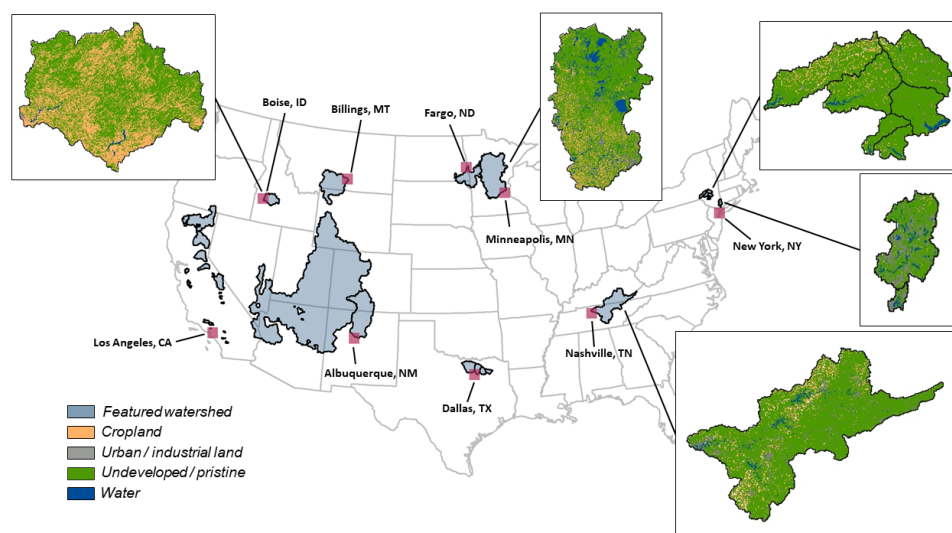 Boise, ID
Billings, MT
Fargo, ND
Minneapolis, MN
New York, NY
Los Angeles, CA
Albuquerque, NM
Nashville, TN
Dallas, TX
Featured watershed
Cropland
Urban / industrial land
Undeveloped / pristine
Water